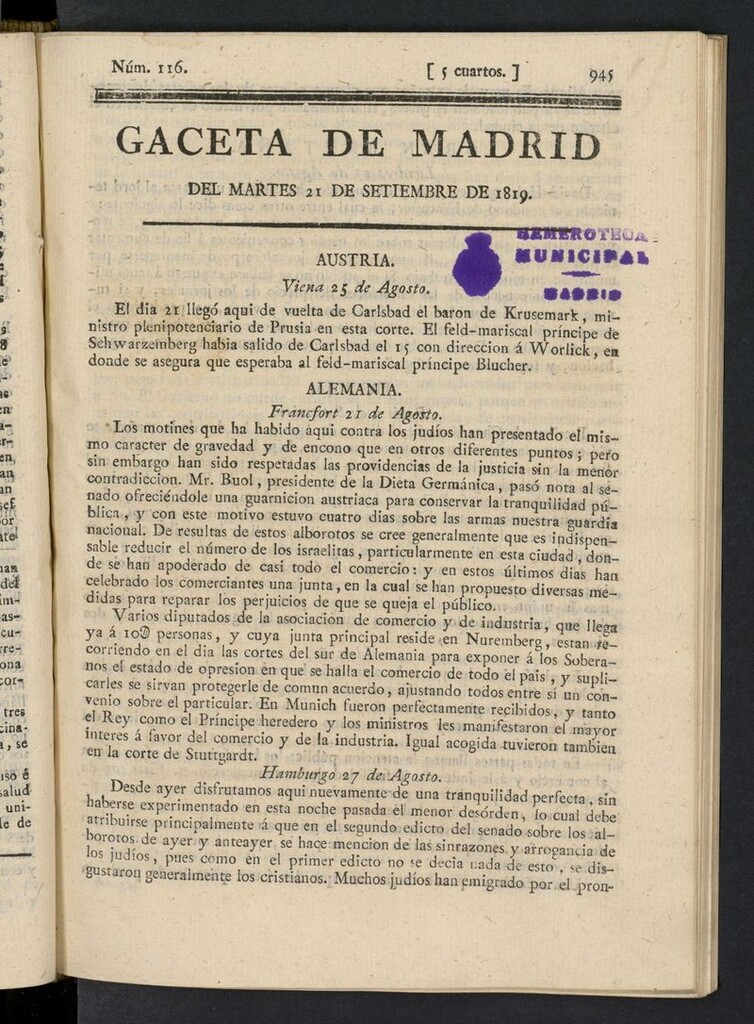 Núm. 116.
[ 5 cuartos. ]
945
GACETA DE MADRID
DEL MARTES 21 DE SETIEMBRE DE 1819.
HEMEROTECA
MUNICIPAL
MADRID
AUSTRIA.
Viena 25 de Agosto.
El dia 21 llegó aqui de vuelta de Carlsbad el baron de Krusemark, mi-
nistro plenipotenciario de Prusia en esta corte. El feld-mariscal príncipe de
Schwarzemberg habia salido de Carlsbad el 15 con direccion á Worlick, en
donde se asegura que esperaba al feld-mariscal príncipe Blucher.
ALEMANIA.
Francfort 21 de Agosto.
Los motines que ha habido aqui contra los judíos han presentado el mis-
mo caracter de gravedad y de encono que en otros diferentes puntos; pero
sin embargo han sido respetadas las providencias de la justicia sin la menor
contradiccion. Mr. Buol, presidente de la Dieta Germánica, pasó nota al se-
nado ofreciéndole una guarnicion austriaca para conservar la tranquilidad pú-
blica, y con este motivo estuvo cuatro dias sobre las armas nuestra guardia
nacional. De resultas de estos alborotos se cree generalmente que es indispen-
sable reducir el número de los israelitas, particularmente en esta ciudad, don-
de se han apoderado de casi todo el comercio: y en estos últimos dias han
celebrado los comerciantes una junta, en la cual se han propuesto diversas me-
didas para reparar los perjuicios de que se queja el público.
Varios diputados de la asociacion de comercio y de industria, que llega
ya á 10 personas, y cuya junta principal reside en Nuremberg, estan re-
corriendo en el dia las cortes del sur de Alemania para exponer á los Sobera-
nos el estado de opresion en que se halla el comercio de todo el pais, y supli-
carles se sirvan protegerle de comun acuerdo, ajustando todos entre sí un con-
venio sobre el particular. En Munich fueron perfectamente recibidos, y tanto
el Rey como el Príncipe heredero y los ministros les manifestaron el mayor
interes á favor del comercio y de la industria. Igual acogida tuvieron tambien
en la corte de Stuttgardt.
Hamburgo 27 de Agosto.
Desde ayer disfrutamos aqui nuevamente de una tranquilidad perfecta, sin
haberse experimentado en esta noche pasada el menor desórden, lo cual debe
atribuirse principalmente á que en el segundo edicto del senado sobre los al-
borotos de ayer y anteayer se hace mencion de las sinrazones y arrogancia de
los judíos, pues como en el primer edicto no se decia nada de esto, se dis-
gustaron generalmente los cristianos. Muchos judíos han emigrado por el pron-